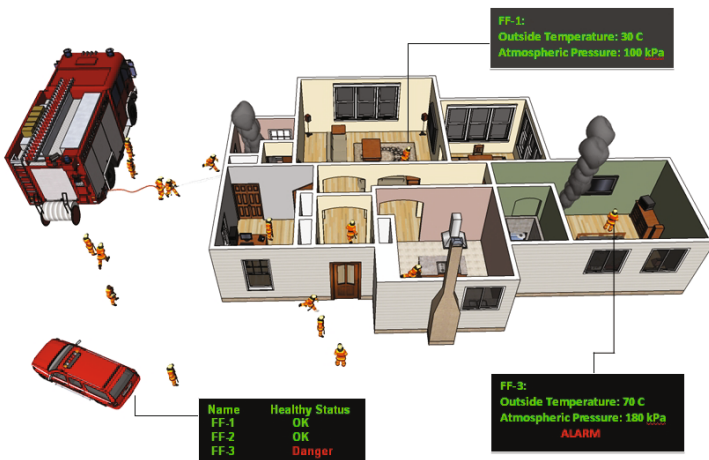 FF-1:
Outside Temperature: 30 C
Atmospheric Pressure: 100 kPa
FF-3:
Outside Temperature: 70 C
Atmospheric Pressure: 180 kPa
ALARM
Name Healthy Status
FF-1 OK
FF-2 OK
FF-3 Danger